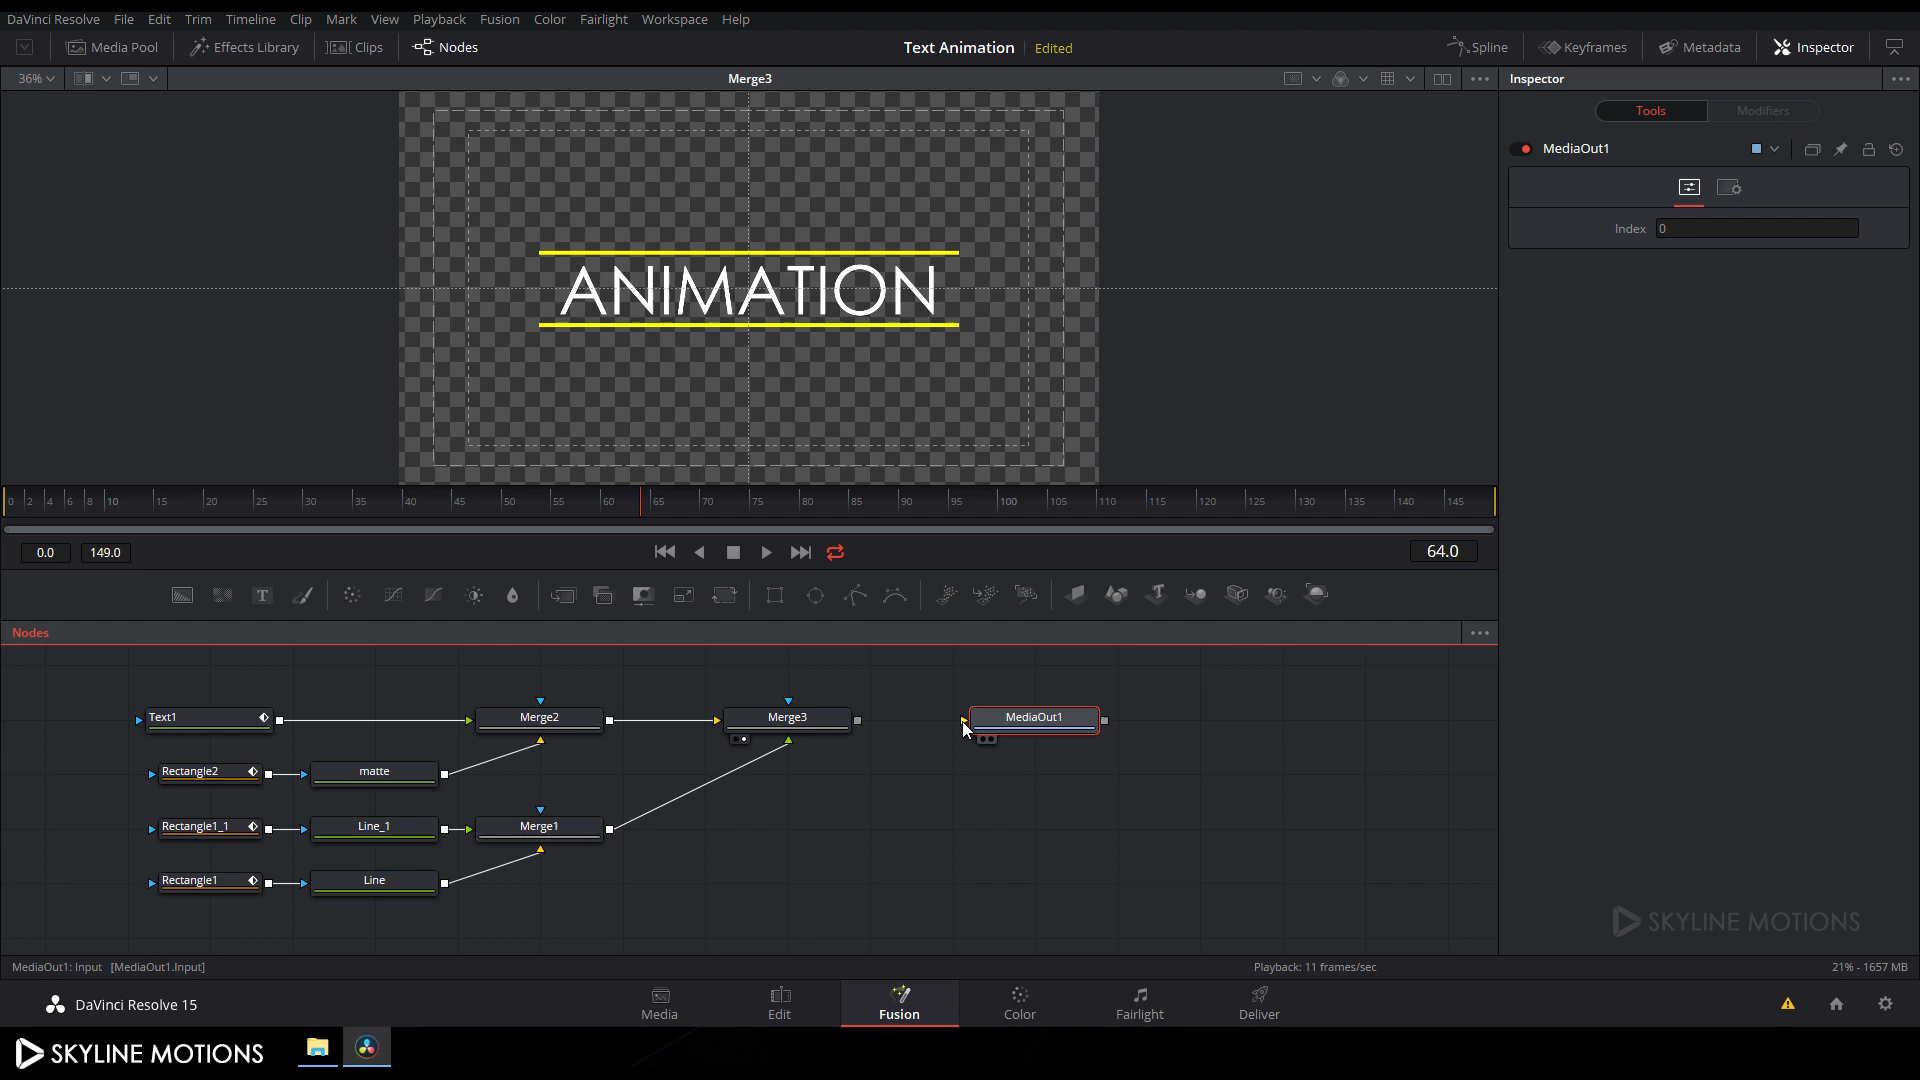 DaVinci Resolve File Edit Trim Timeline Clip Mark View Playback Fusion Color Fairlight Workspace Help
Media Pool Effects Library Clips Nodes Text Animation Edited Spline Keyframes Metadata Inspector
36% Merge3 Inspector
Tools Modifiers
MediaOut1
Index 0
ANIMATION
0 2 4 6 8 10 15 20 25 30 35 40 45 50 55 60 65 70 75 80 85 90 95 100 105 110 115 120 125 130 135 140 145
0.0 149.0 64.0
T
Nodes
Text1 Merge2 Merge3 MediaOut1
Rectangle2 matte
Rectangle1_1 Line_1 Merge1
Rectangle1 Line
SKYLINE MOTIONS
MediaOut1: Input [MediaOut1.Input] Playback: 11 frames/sec 21% - 1657 MB
DaVinci Resolve 15 Media Edit Fusion Color Fairlight Deliver
SKYLINE MOTIONS